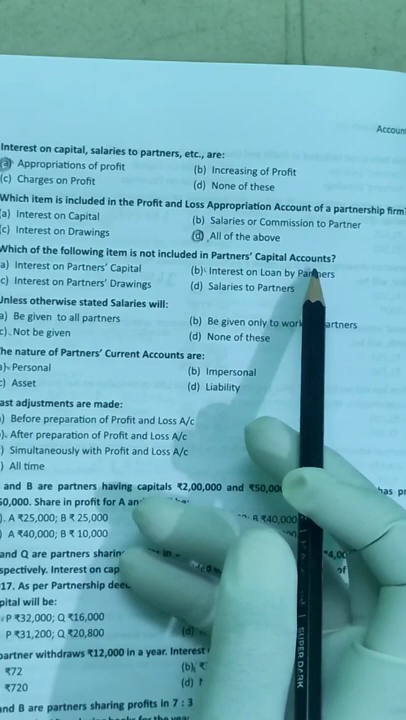 Account
Interest on capital, salaries to partners, etc., are:
(a) Appropriations of profit (b) Increasing of Profit
(c) Charges on Profit (d) None of these
Which item is included in the Profit and Loss Appropriation Account of a partnership firm?
(a) Interest on Capital (b) Salaries or Commission to Partner
(c) Interest on Drawings (d) All of the above
Which of the following item is not included in Partners' Capital Accounts?
a) Interest on Partners' Capital (b) Interest on Loan by Partners
c) Interest on Partners' Drawings (d) Salaries to Partners
Unless otherwise stated Salaries will:
a) Be given to all partners (b) Be given only to work artners
c) Not be given (d) None of these
he nature of Partners' Current Accounts are:
a) Personal (b) Impersonal
c) Asset (d) Liability
ast adjustments are made:
) Before preparation of Profit and Loss A/c
) After preparation of Profit and Loss A/c
) Simultaneously with Profit and Loss A/c
) All time
and B are partners having capitals ₹2,00,000 and ₹50,00 has pr
50,000. Share in profit for A an
) A ₹25,000; B ₹ 25,000 B ₹40,000
) A ₹40,000; B ₹ 10,000
and Q are partners sharin in ₹4,00
spectively. Interest on cap of
17. As per Partnership dee
pital will be:
P ₹32,000; Q ₹16,000
P ₹31,200; Q ₹20,800 (d)
partner withdraws ₹12,000 in a year. Interest
₹72 (b) ₹
₹720 (d)
nd B are partners sharing profits in 7 : 3
SUPER DARK